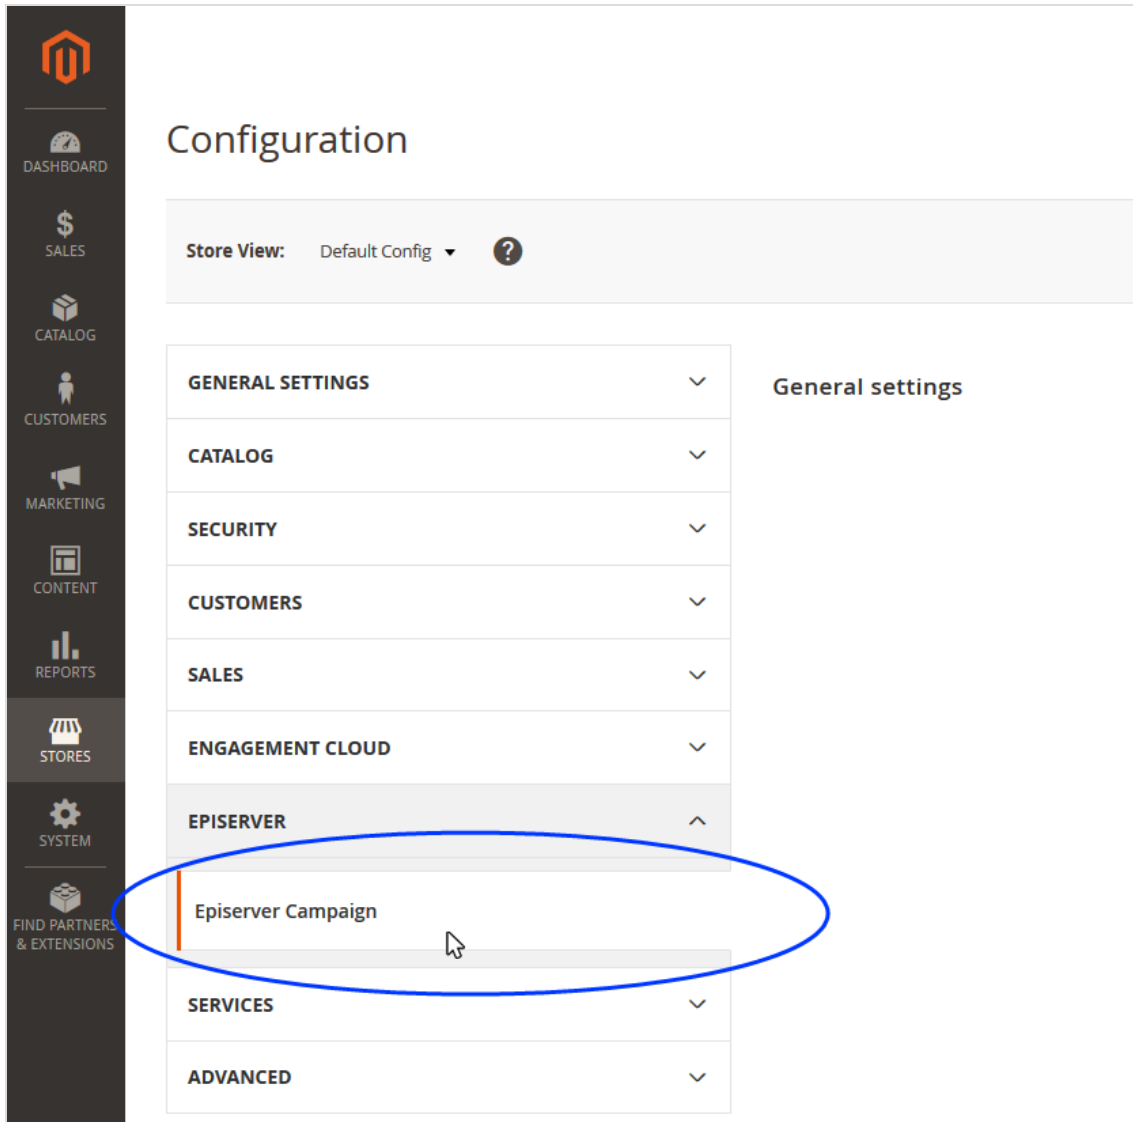 DASHBOARD
SALES
CATALOG
CUSTOMERS
MARKETING
CONTENT
REPORTS
STORES
SYSTEM
FIND PARTNERS
& EXTENSIONS
Configuration
Store View: Default Config ?
GENERAL SETTINGS
CATALOG
SECURITY
CUSTOMERS
SALES
ENGAGEMENT CLOUD
EPISERVER
Episerver Campaign
SERVICES
ADVANCED
General settings